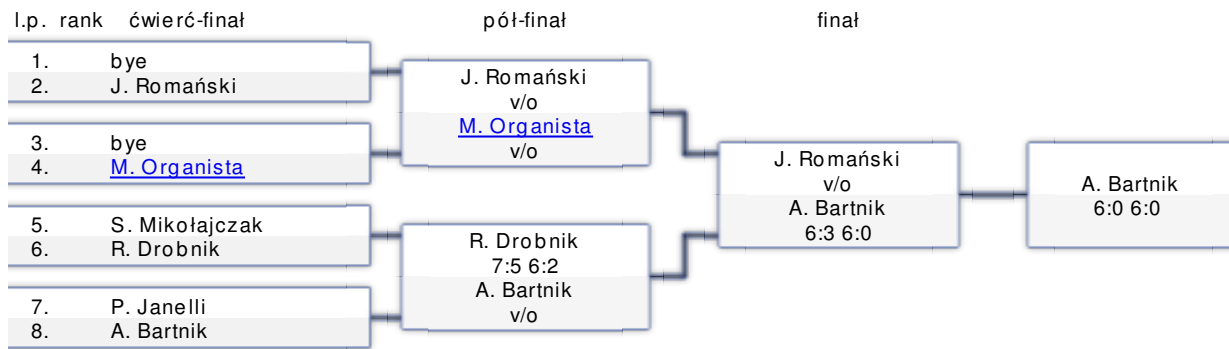 l.p. rank ćwierć-finał pół-finał finał
1. bye
2. J. Romański
3. bye
4. M. Organista
5. S. Mikołajczak
6. R. Drobnik
7. P. Janelli
8. A. Bartnik
J. Romański
v/o
M. Organista
v/o
R. Drobnik
7:5 6:2
A. Bartnik
v/o
J. Romański
v/o
A. Bartnik
6:3 6:0
A. Bartnik
6:0 6:0